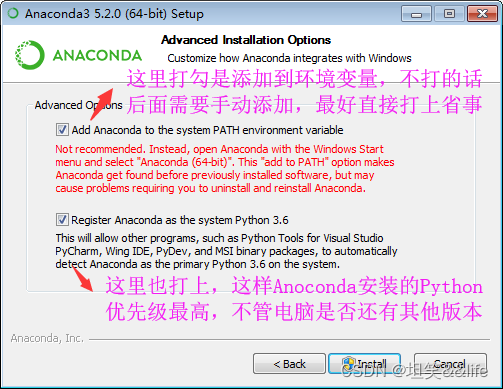 Anaconda3 5.2.0 (64-bit) Setup
ANACONDA
Advanced Installation Options
Customize how Anaconda integrates with Windows
这里打勾是添加到环境变量，不打的话
后面需要手动添加，最好直接打上省事
Advanced Options
Add Anaconda to the system PATH environment variable
Not recommended. Instead, open Anaconda with the Windows Start
menu and select "Anaconda (64-bit)". This "add to PATH" option makes
Anaconda get found before previously installed software, but may
cause problems requiring you to uninstall and reinstall Anaconda.
Register Anaconda as the system Python 3.6
This will allow other programs, such as Python Tools for Visual Studio
PyCharm, Wing IDE, PyDev, and MSI binary packages, to automatically
detect Anaconda as the primary Python 3.6 on the system.
这里也打上，这样Anoconda安装的Python
优先级最高，不管电脑是否还有其他版本
Anaconda, Inc.
< Back
Install
Cancel
CSDN @坦笑&&life